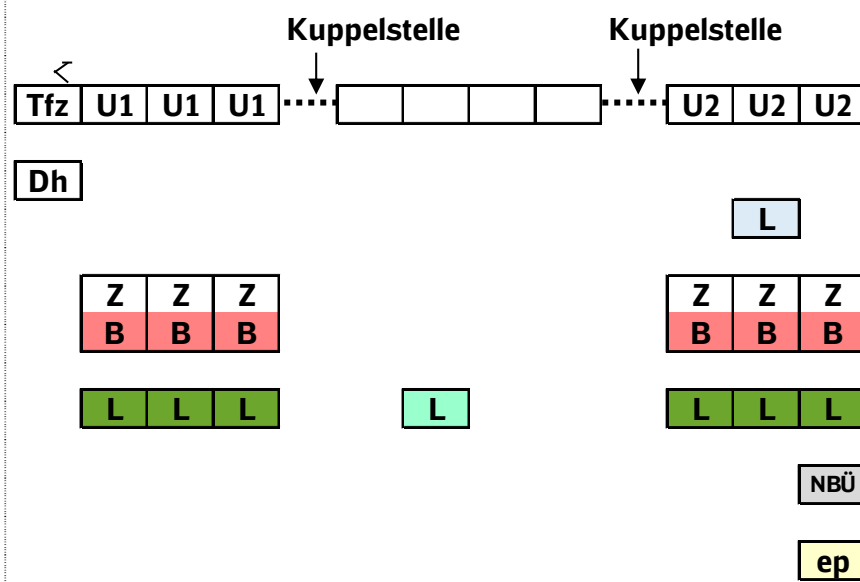 Kuppelstelle Kuppelstelle
Tfz U1 U1 U1 U2 U2 U2
Dh
L
Z Z Z Z Z Z
B B B B B B
L L L L L L L
NBÜ
ep